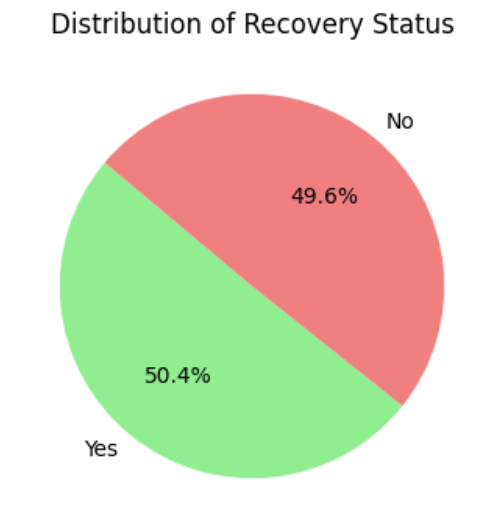 Distribution of Recovery Status
No
49.6%
50.4%
Yes